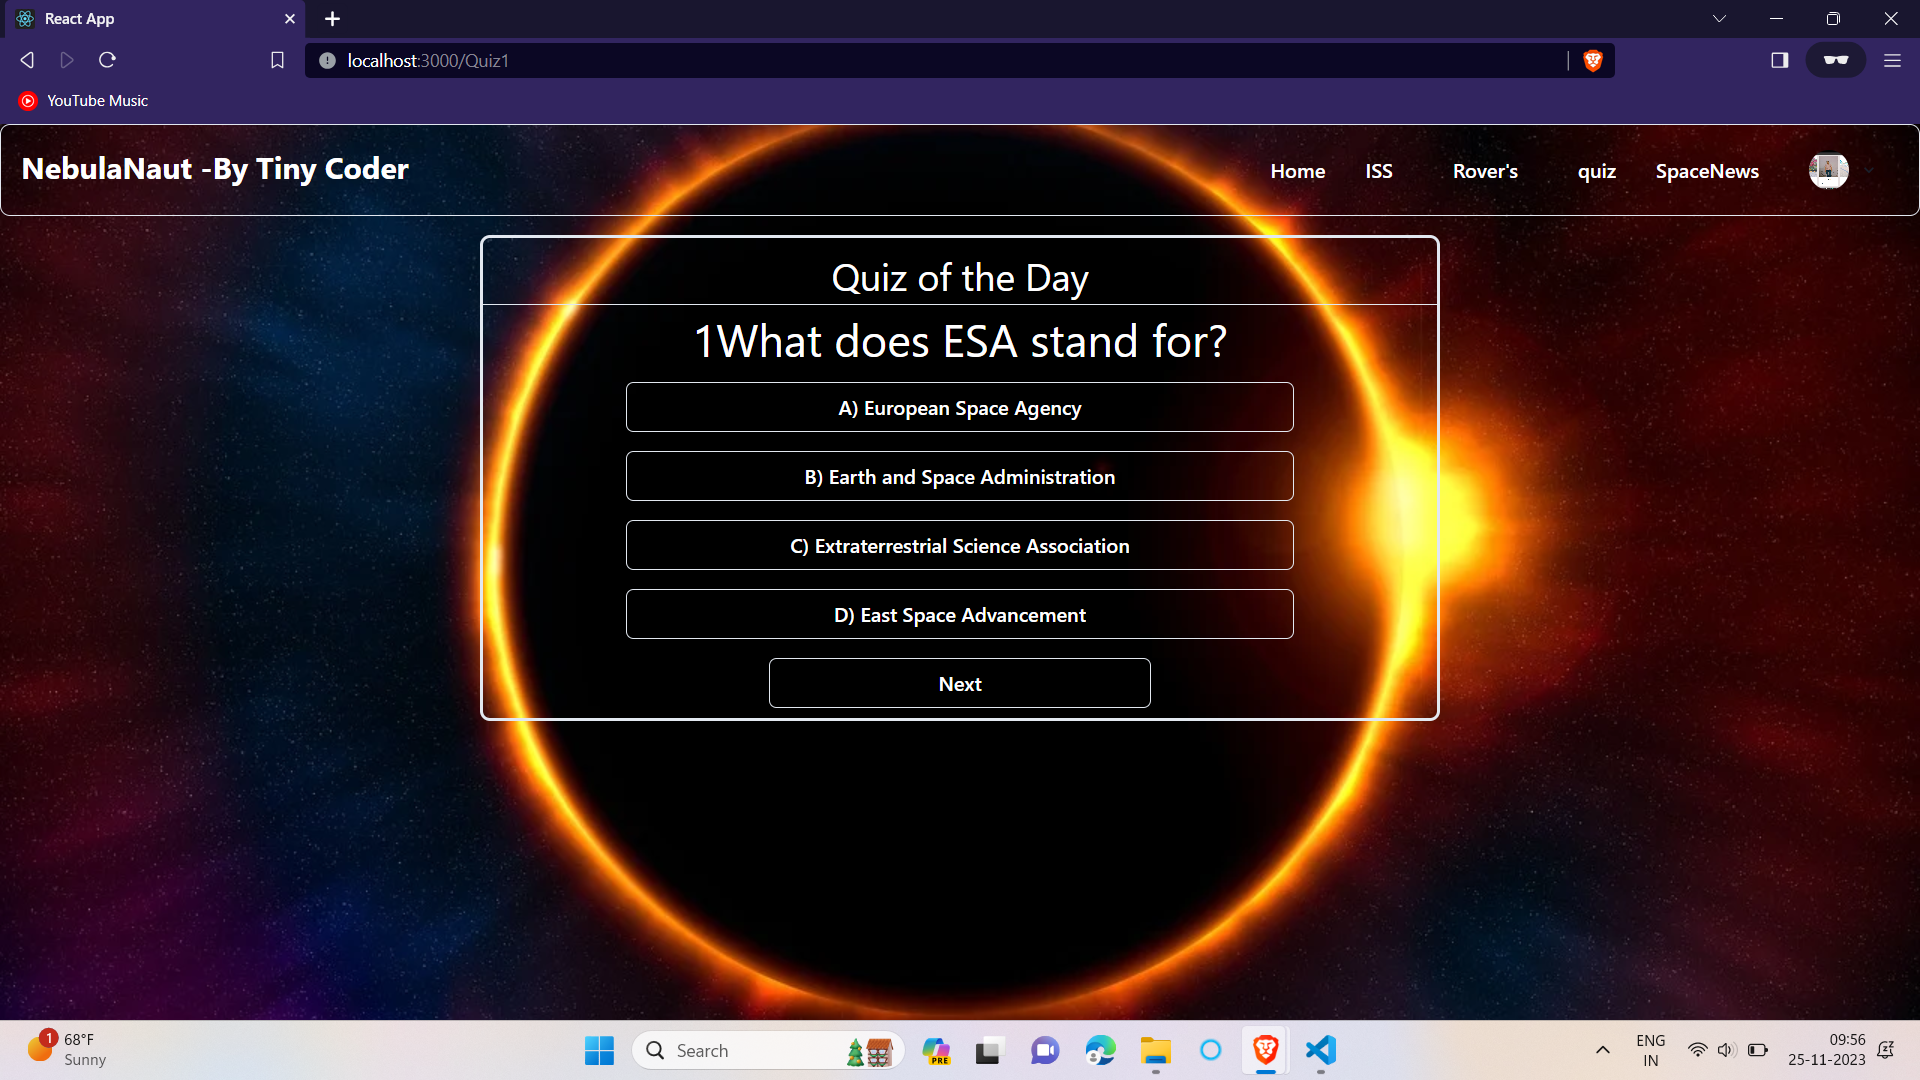 React App
localhost:3000/Quiz1
YouTube Music
NebulaNaut -By Tiny Coder
Home
ISS
Rover's
quiz
SpaceNews
Quiz of the Day
1What does ESA stand for?
A) European Space Agency
B) Earth and Space Administration
C) Extraterrestrial Science Association
D) East Space Advancement
Next
1
68°F
Sunny
Search
PRE
ENG
IN
09:56
25-11-2023